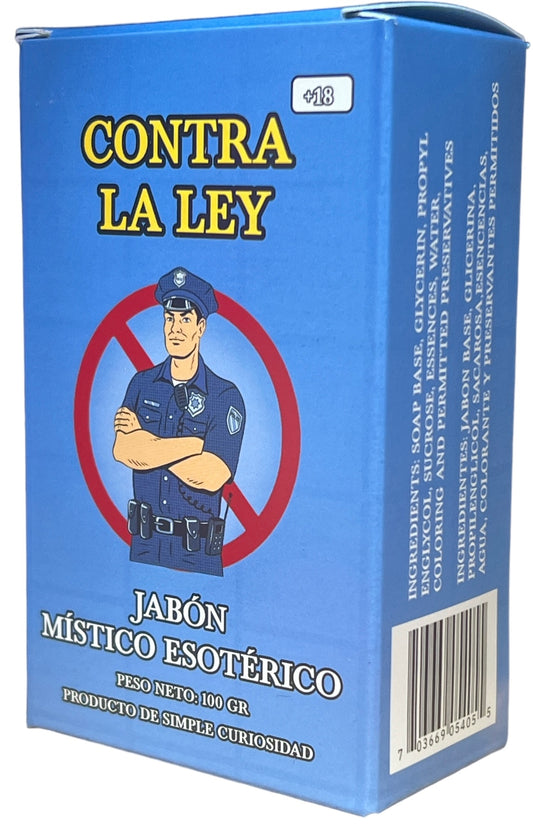 +18
CONTRA
LA LEY
JABÓN
MÍSTICO ESOTÉRICO
PESO NETO: 100 GR
PRODUCTO DE SIMPLE CURIOSIDAD
INGREDIENTS: SOAP BASE, GLYCERIN, PROPYL
ENGLYCOL, SUCROSE, ESSENCES, WATER,
COLORING AND PERMITTED PRESERVATIVES
INGREDIENTES: JABON BASE, GLICERINA,
PROPILENGLICOL, SACAROSA, ESENCENCIAS,
AGUA, COLORANTE Y PRESERVANTES PERMITIDOS
7 03669 05405 5